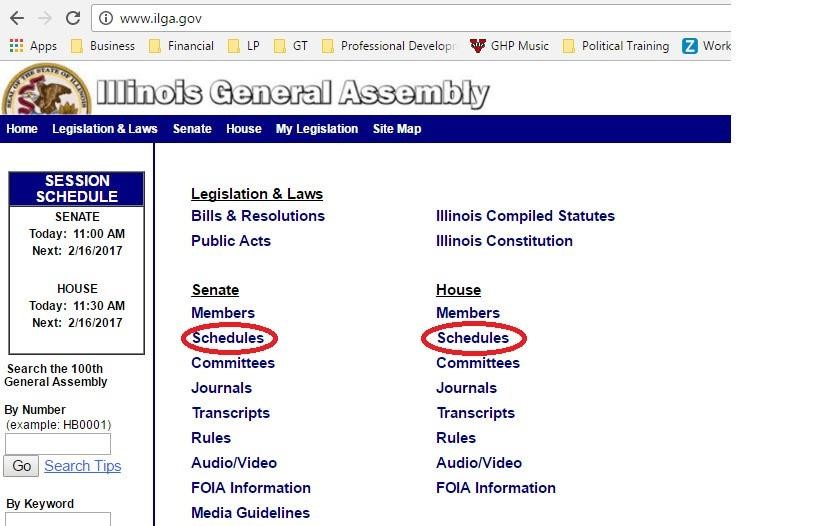 www.ilga.gov
Apps Business Financial LP GT Professional Developn GHP Music Political Training Work
Illinois General Assembly
Home Legislation & Laws Senate House My Legislation Site Map
SESSION
SCHEDULE
SENATE
Today: 11:00 AM
Next: 2/16/2017
HOUSE
Today: 11:30 AM
Next: 2/16/2017
Search the 100th
General Assembly
By Number
(example: HB0001)
Go Search Tips
By Keyword
Legislation & Laws
Bills & Resolutions Illinois Compiled Statutes
Public Acts Illinois Constitution
Senate House
Members Members
Schedules Schedules
Committees Committees
Journals Journals
Transcripts Transcripts
Rules Rules
Audio/Video Audio/Video
FOIA Information FOIA Information
Media Guidelines